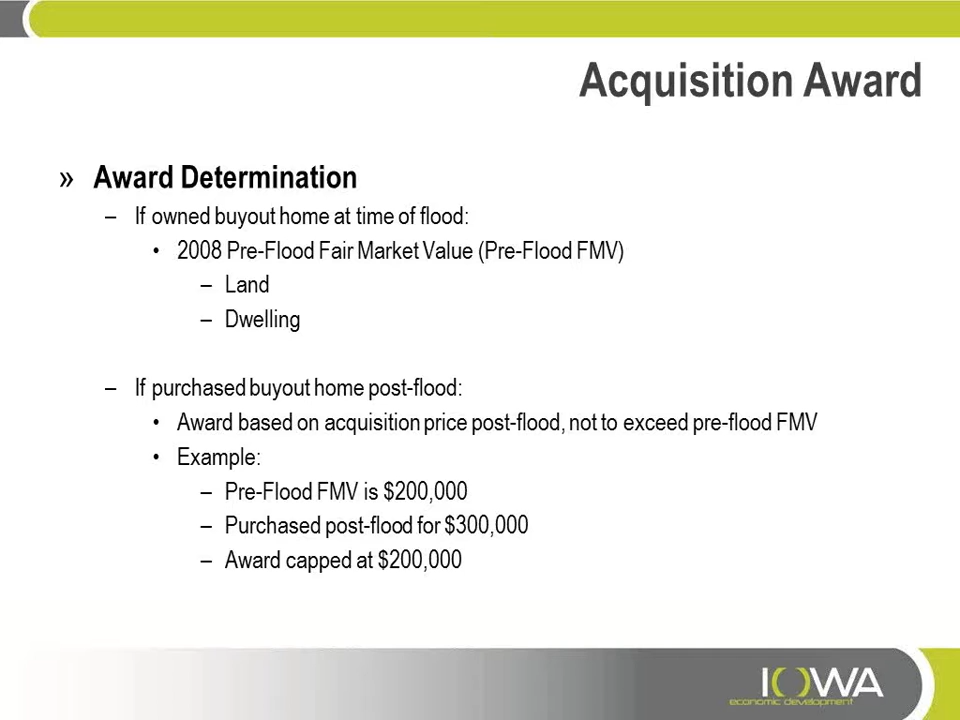 Acquisition Award
» Award Determination
– If owned buyout home at time of flood:
• 2008 Pre-Flood Fair Market Value (Pre-Flood FMV)
– Land
– Dwelling
– If purchased buyout home post-flood:
• Award based on acquisition price post-flood, not to exceed pre-flood FMV
• Example:
– Pre-Flood FMV is $200,000
– Purchased post-flood for $300,000
– Award capped at $200,000
IOWA
economic development